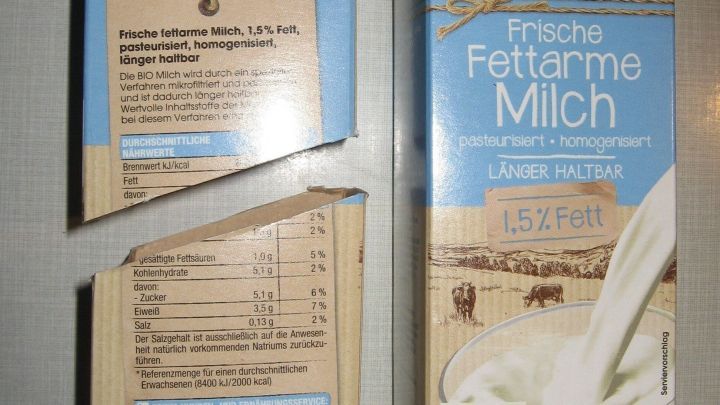 Frische fettarme Milch, 1,5% Fett,
pasteurisiert, homogenisiert,
länger haltbar
Die BIO Milch wird durch ein
Verfahren mikrofiltriert und
und ist dadurch länger
Wertvolle Inhaltsstoffe der
bei diesem Verfahren
DURCHSCHNITTLICHE
NÄHRWERTE
Brennwert kJ/kcal
Fett
davon:
2 %
2 %
gesättigte Fettsäuren 1,0 g 5 %
Kohlenhydrate 5,1 g 2 %
davon:
- Zucker 5,1 g 6 %
Eiweiß 3,5 g 7 %
Salz 0,13 g 2 %
Der Salzgehalt ist ausschließlich auf die Anwesen-
heit natürlich vorkommenden Natriums zurückzu-
führen.
*Referenzmenge für einen durchschnittlichen
Erwachsenen (8400 kJ/2000 kcal)
Frische
Fettarme
Milch
pasteurisiert • homogenisiert
LÄNGER HALTBAR
1,5% Fett
Serviervorschlag